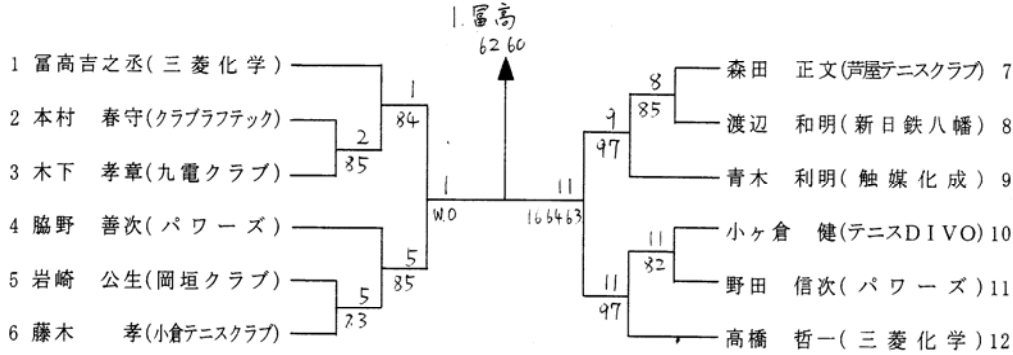 1.冨高
62 60
1 冨高吉之丞(三菱化学)
2 本村 春守(クラブラフテック)
3 木下 孝章(九電クラブ)
4 脇野 善次(パワーズ)
5 岩崎 公生(岡垣クラブ)
6 藤木 孝(小倉テニスクラブ)
1
84
2
85
1
W.O
5
85
5
7.3
森田 正文(芦屋テニスクラブ) 7
渡辺 和明(新日鉄八幡) 8
青木 利明(触媒化成) 9
小ヶ倉 健(テニスDIVO) 10
野田 信次(パワーズ) 11
高橋 哲一(三菱化学) 12
8
85
9
97
11
16 64 63
11
82
11
97